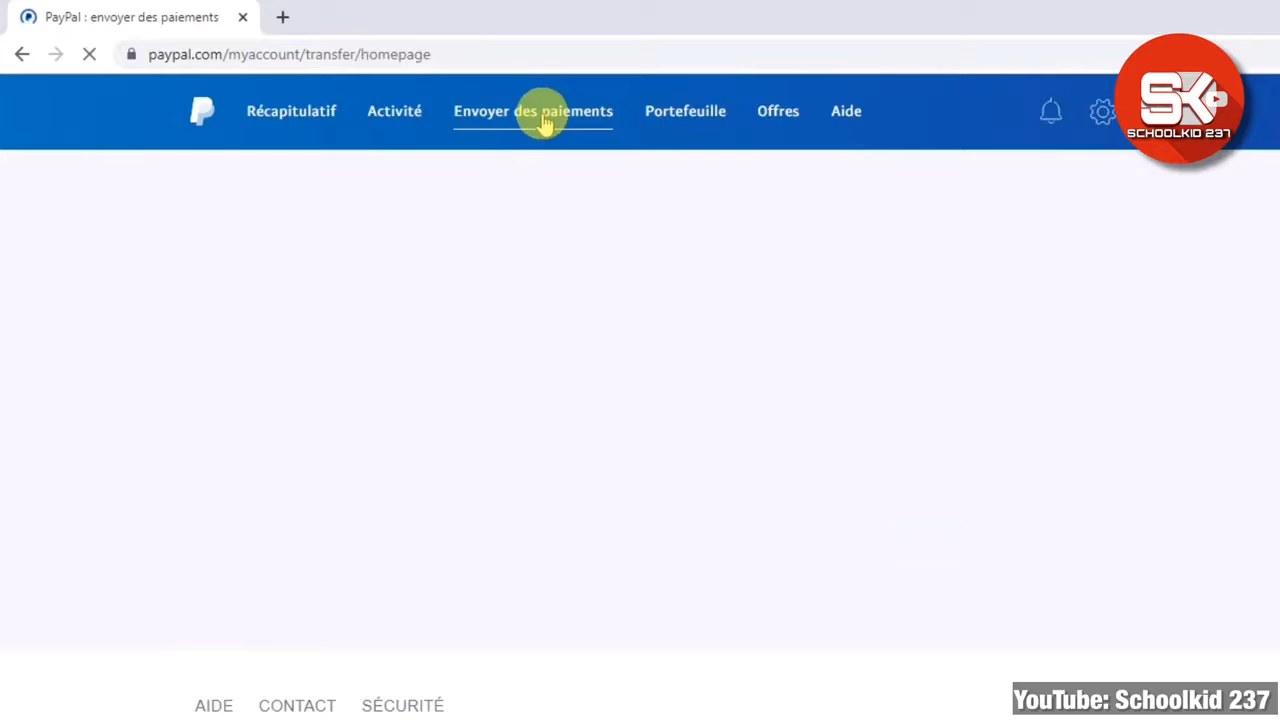 PayPal : envoyer des paiements
paypal.com/myaccount/transfer/homepage
Récapitulatif Activité Envoyer des paiements Portefeuille Offres Aide
SK
SCHOOLKID 237
AIDE CONTACT SÉCURITÉ
YouTube: Schoolkid 237